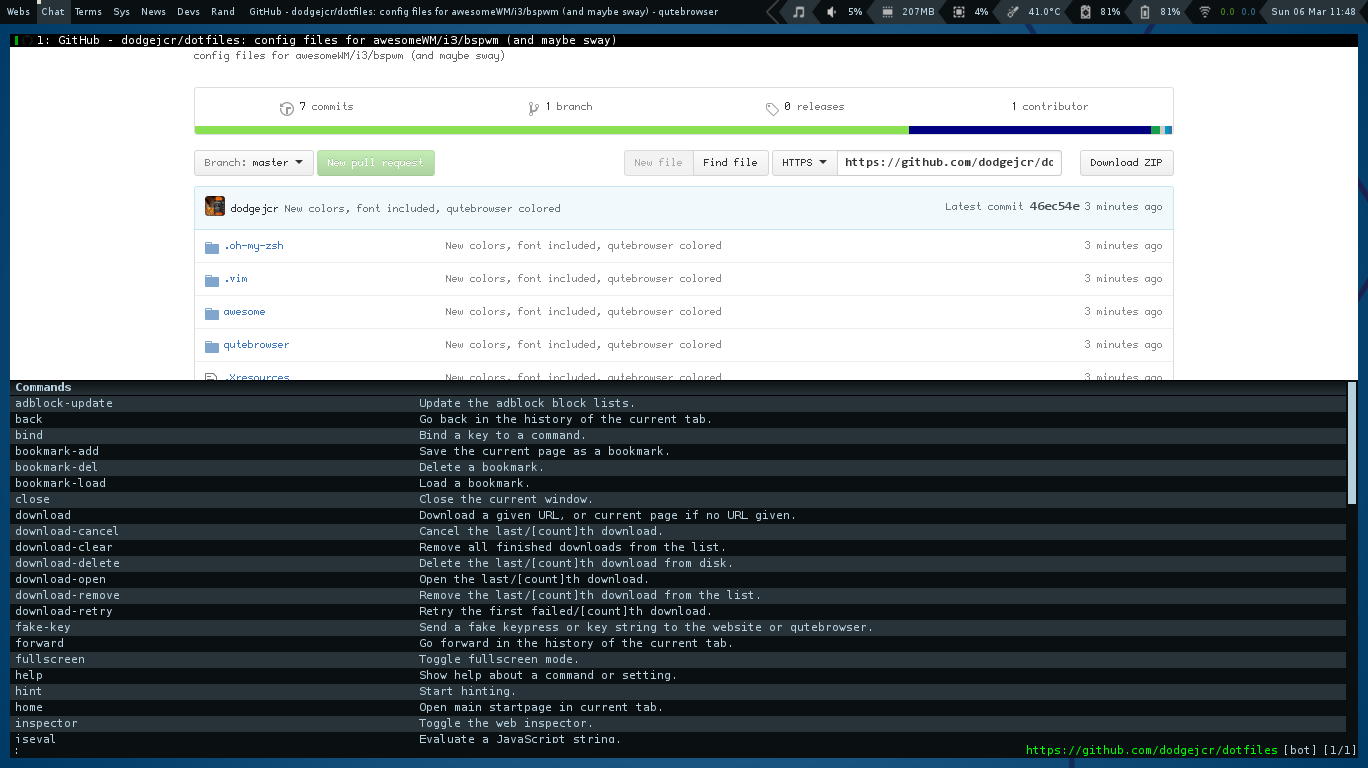 Webs Chat Terms Sys News Devs Rand GitHub - dodgejcr/dotfiles: config files for awesomeWM/i3/bspwm (and maybe sway) - qutebrowser 5% 207MB 4% 41.0°C 81% 81% 0.0 0.0 Sun 06 Mar 11:48
1: GitHub - dodgejcr/dotfiles: config files for awesomeWM/i3/bspwm (and maybe sway)
config files for awesomeWM/i3/bspwm (and maybe sway)
7 commits 1 branch 0 releases 1 contributor
Branch: master New pull request New file Find file HTTPS https://github.com/dodgejcr/dc Download ZIP
dodgejcr New colors, font included, qutebrowser colored Latest commit 46ec54e 3 minutes ago
.oh-my-zsh New colors, font included, qutebrowser colored 3 minutes ago
.vim New colors, font included, qutebrowser colored 3 minutes ago
awesome New colors, font included, qutebrowser colored 3 minutes ago
qutebrowser New colors, font included, qutebrowser colored 3 minutes ago
.Xresources New colors, font included, qutebrowser colored 3 minutes ago
Commands
adblock-update Update the adblock block lists.
back Go back in the history of the current tab.
bind Bind a key to a command.
bookmark-add Save the current page as a bookmark.
bookmark-del Delete a bookmark.
bookmark-load Load a bookmark.
close Close the current window.
download Download a given URL, or current page if no URL given.
download-cancel Cancel the last/[count]th download.
download-clear Remove all finished downloads from the list.
download-delete Delete the last/[count]th download from disk.
download-open Open the last/[count]th download.
download-remove Remove the last/[count]th download from the list.
download-retry Retry the first failed/[count]th download.
fake-key Send a fake keypress or key string to the website or qutebrowser.
forward Go forward in the history of the current tab.
fullscreen Toggle fullscreen mode.
help Show help about a command or setting.
hint Start hinting.
home Open main startpage in current tab.
inspector Toggle the web inspector.
jseval Evaluate a JavaScript string.
: https://github.com/dodgejcr/dotfiles [bot] [1/1]